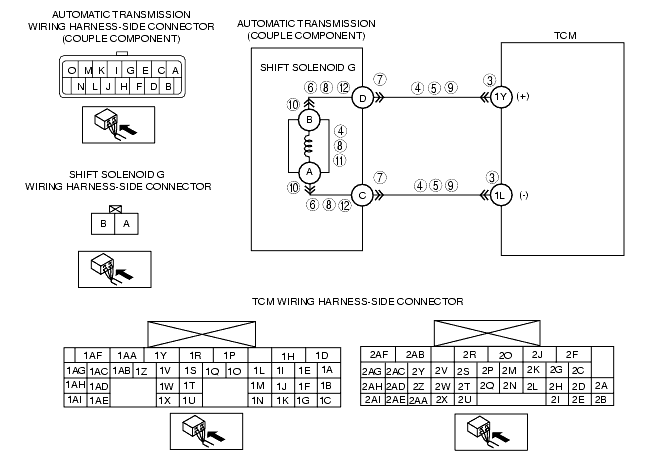 AUTOMATIC TRANSMISSION
WIRING HARNESS-SIDE CONNECTOR
(COUPLE COMPONENT)
O M K I G E C A
N L J H F D B
SHIFT SOLENOID G
WIRING HARNESS-SIDE CONNECTOR
B A
AUTOMATIC TRANSMISSION
(COUPLE COMPONENT)
TCM
SHIFT SOLENOID G
⑥ ⑧ ⑫ ⑦ ④ ⑤ ⑨ ③
D 1Y (+)
⑩
B
④
⑧
⑪
A
⑩ ⑦ ④ ⑤ ⑨ ③
C 1L (-)
⑥ ⑧ ⑫
TCM WIRING HARNESS-SIDE CONNECTOR
1AF 1AA 1Y 1R 1P 1H 1D
1AG 1AC 1AB 1Z 1V 1S 1Q 1O 1L 1I 1E 1A
1AH 1AD 1W 1T 1M 1J 1F 1B
1AI 1AE 1X 1U 1N 1K 1G 1C
2AF 2AB 2R 2O 2J 2F
2AG 2AC 2Y 2V 2S 2P 2M 2K 2G 2C
2AH 2AD 2Z 2W 2T 2Q 2N 2L 2H 2D 2A
2AI 2AE 2AA 2X 2U 2I 2E 2B